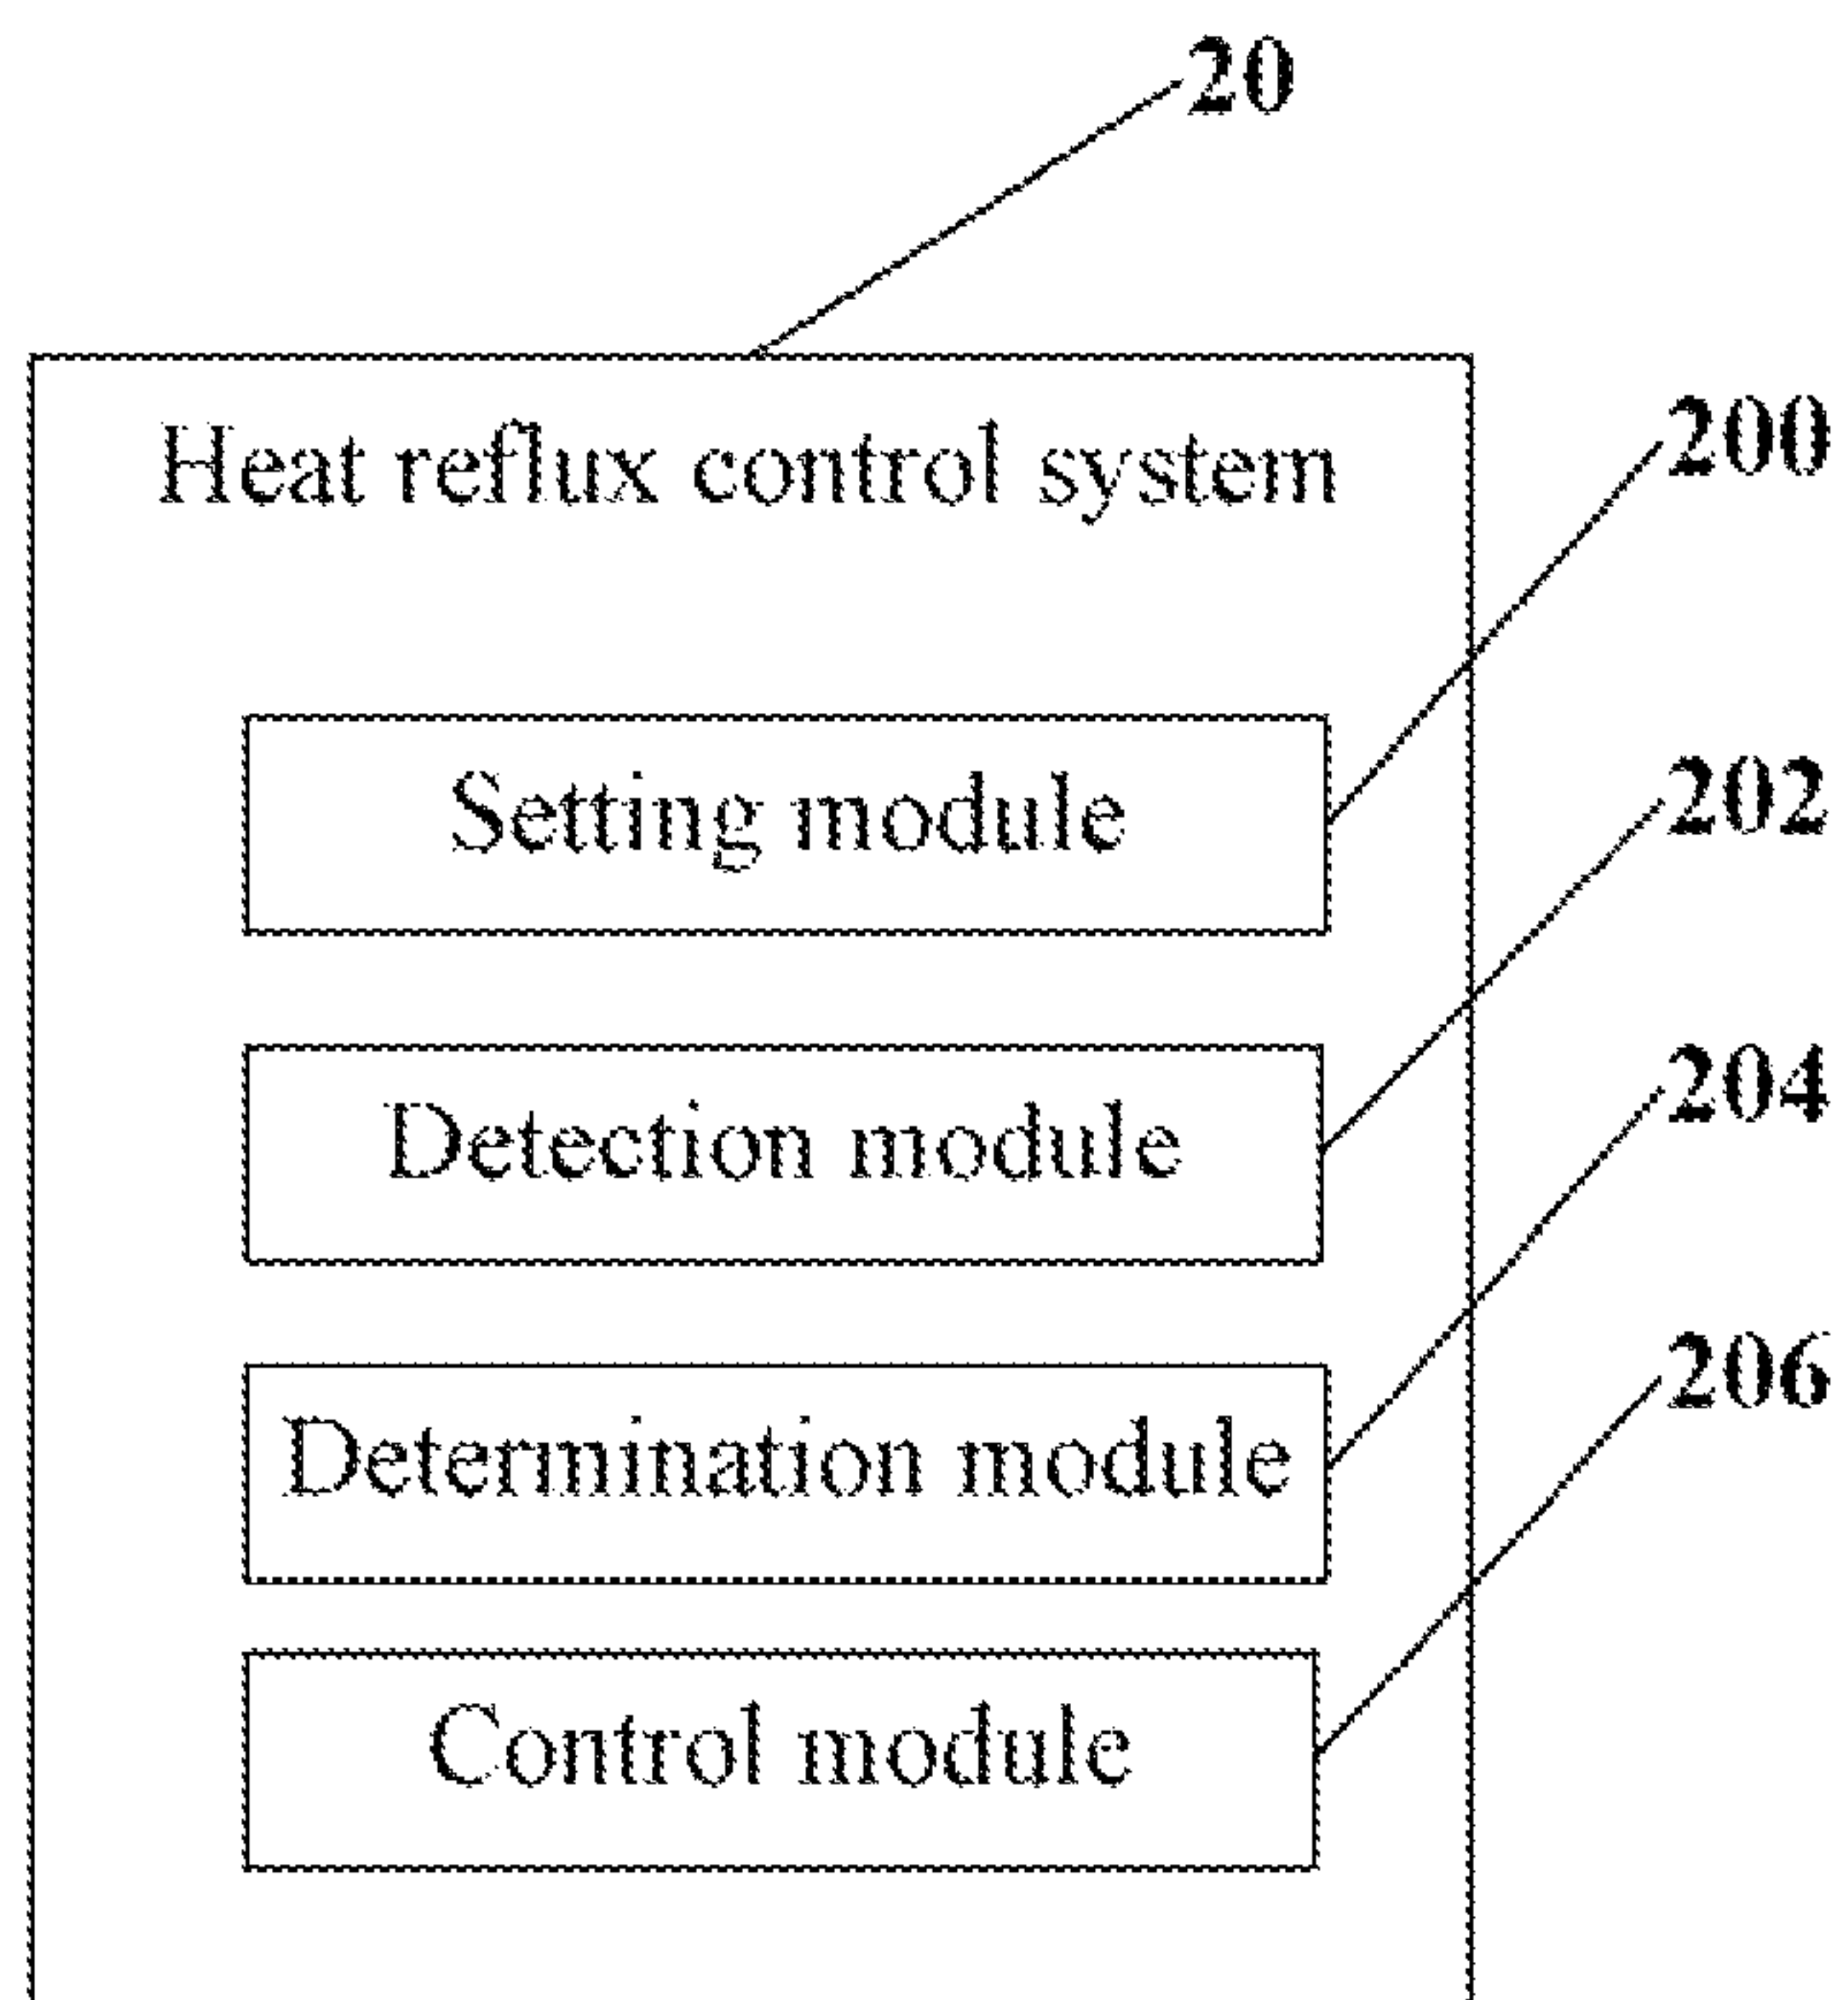 20
Heat reflux control system
200
Setting module
202
Detection module
204
Determination module
206
Control module